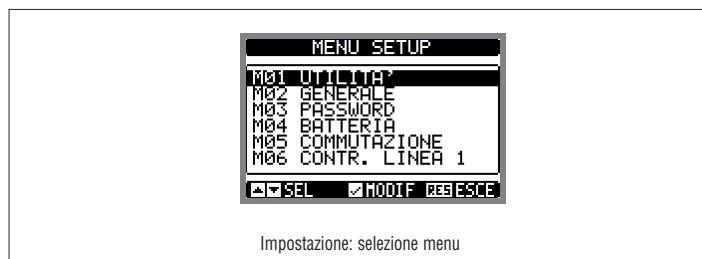 MENU SETUP
M01 UTILITA'
M02 GENERALE
M03 PASSWORD
M04 BATTERIA
M05 COMMUTAZIONE
M06 CONTR. LINEA 1
▲▼SEL ✓MODIF RES ESCE
Impostazione: selezione menu